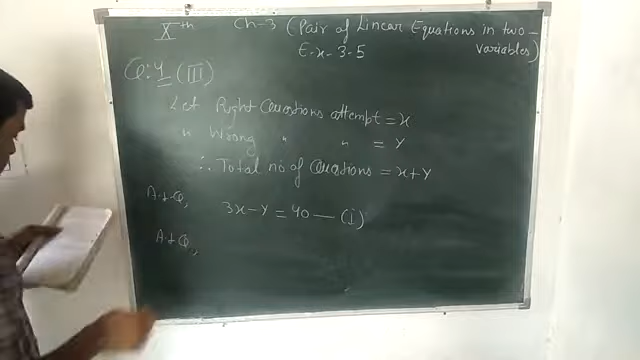 Xth Ch-3 (Pair of Linear Equations in two-
variables)
Ex-3.5
Q:4 (III)
Let Right Questions attempt = x
" Wrong " " = Y
∴ Total no of Questions = x+Y
A.t.Q,
3x-Y = 40 — (i)
A.t.Q,